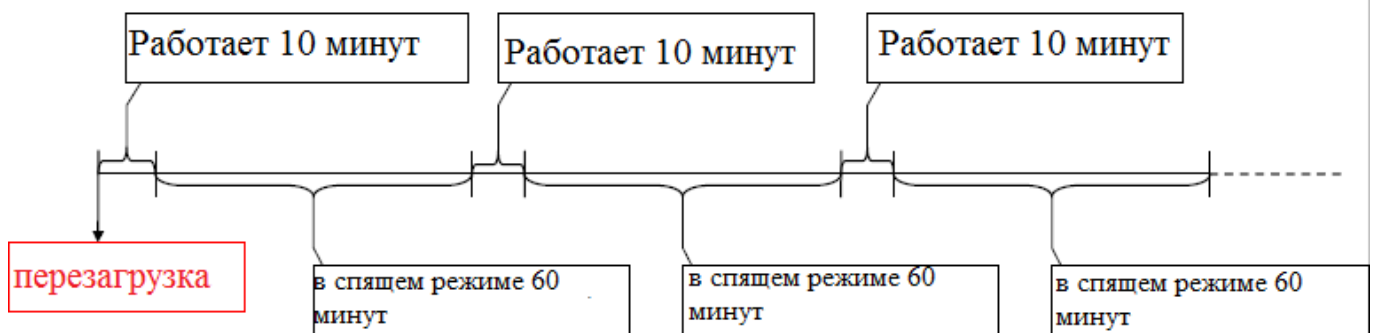 Работает 10 минут
Работает 10 минут
Работает 10 минут
перезагрузка
в спящем режиме 60
минут
в спящем режиме 60
минут
в спящем режиме 60
минут